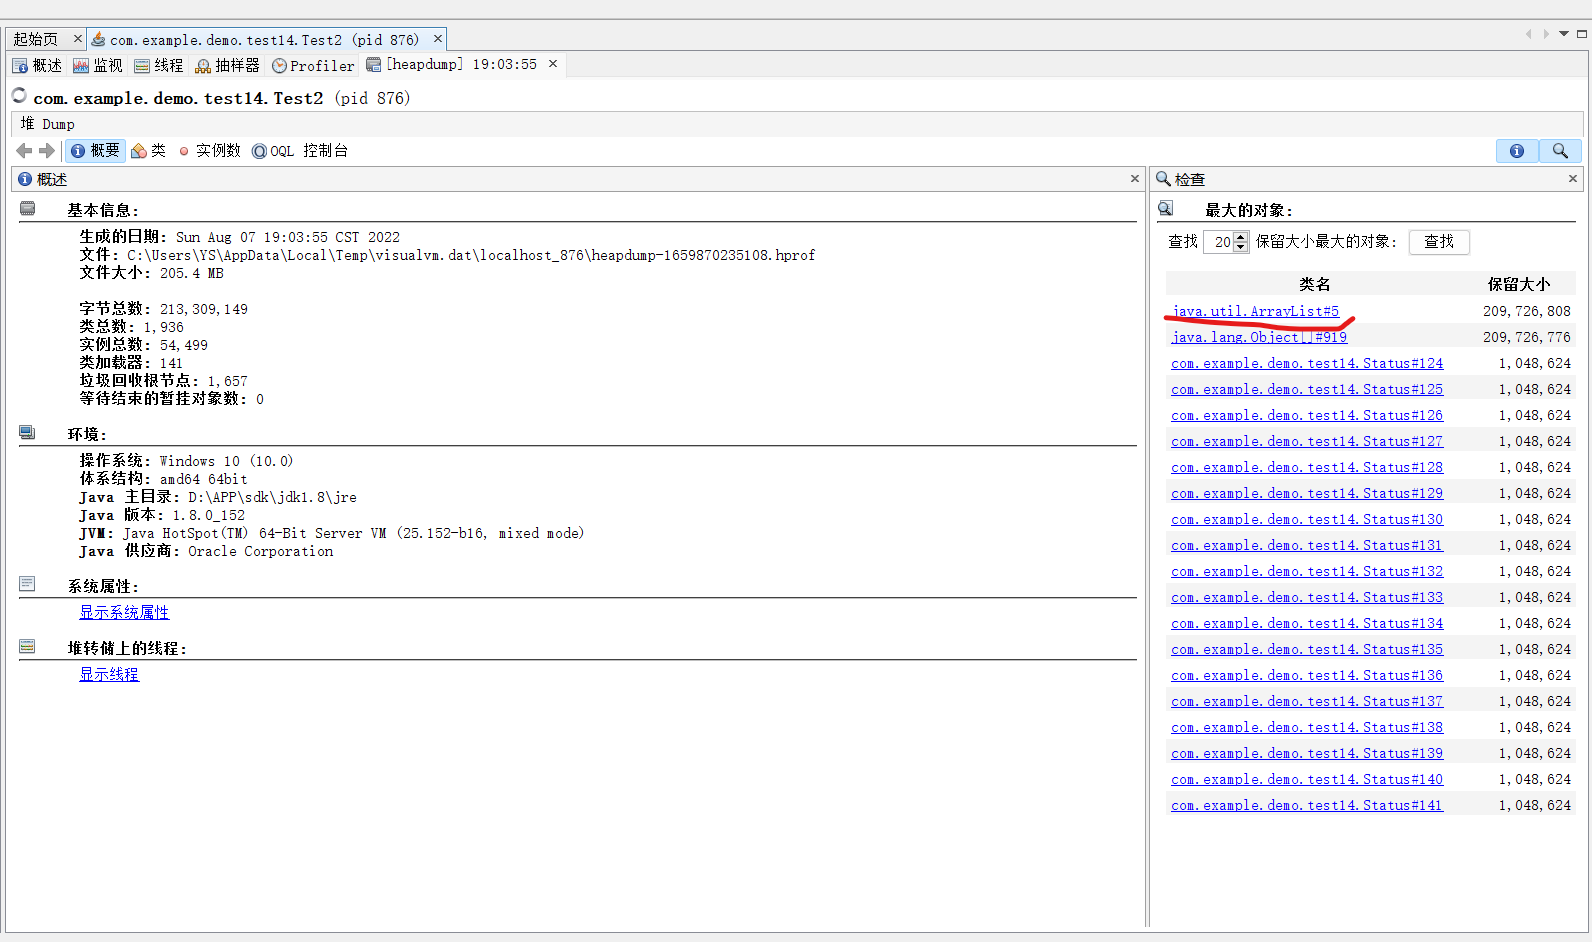 起始页 com.example.demo.test14.Test2 (pid 876)
概述 监视 线程 抽样器 Profiler [heapdump] 19:03:55
com.example.demo.test14.Test2 (pid 876)
堆 Dump
概要 类 实例数 OQL 控制台
概述
基本信息:
生成的日期: Sun Aug 07 19:03:55 CST 2022
文件: C:\Users\YS\AppData\Local\Temp\visualvm.dat\localhost_876\heapdump-1659870235108.hprof
文件大小: 205.4 MB
字节总数: 213,309,149
类总数: 1,936
实例总数: 54,499
类加载器: 141
垃圾回收根节点: 1,657
等待结束的暂挂对象数: 0
环境:
操作系统: Windows 10 (10.0)
体系结构: amd64 64bit
Java 主目录: D:\APP\sdk\jdk1.8\jre
Java 版本: 1.8.0_152
JVM: Java HotSpot(TM) 64-Bit Server VM (25.152-b16, mixed mode)
Java 供应商: Oracle Corporation
系统属性:
显示系统属性
堆转储上的线程:
显示线程
检查
最大的对象:
查找 20 保留大小最大的对象: 查找
类名 保留大小
java.util.ArrayList#5 209,726,808
java.lang.Object[]#919 209,726,776
com.example.demo.test14.Status#124 1,048,624
com.example.demo.test14.Status#125 1,048,624
com.example.demo.test14.Status#126 1,048,624
com.example.demo.test14.Status#127 1,048,624
com.example.demo.test14.Status#128 1,048,624
com.example.demo.test14.Status#129 1,048,624
com.example.demo.test14.Status#130 1,048,624
com.example.demo.test14.Status#131 1,048,624
com.example.demo.test14.Status#132 1,048,624
com.example.demo.test14.Status#133 1,048,624
com.example.demo.test14.Status#134 1,048,624
com.example.demo.test14.Status#135 1,048,624
com.example.demo.test14.Status#136 1,048,624
com.example.demo.test14.Status#137 1,048,624
com.example.demo.test14.Status#138 1,048,624
com.example.demo.test14.Status#139 1,048,624
com.example.demo.test14.Status#140 1,048,624
com.example.demo.test14.Status#141 1,048,624